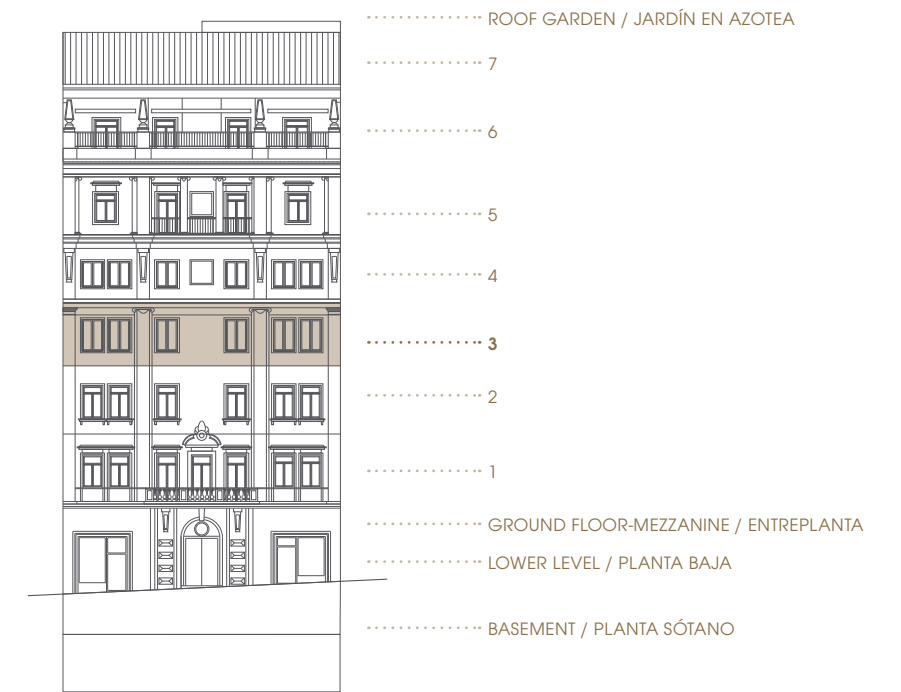 ROOF GARDEN / JARDÍN EN AZOTEA
7
6
5
4
3
2
1
GROUND FLOOR-MEZZANINE / ENTREPLANTA
LOWER LEVEL / PLANTA BAJA
BASEMENT / PLANTA SÓTANO